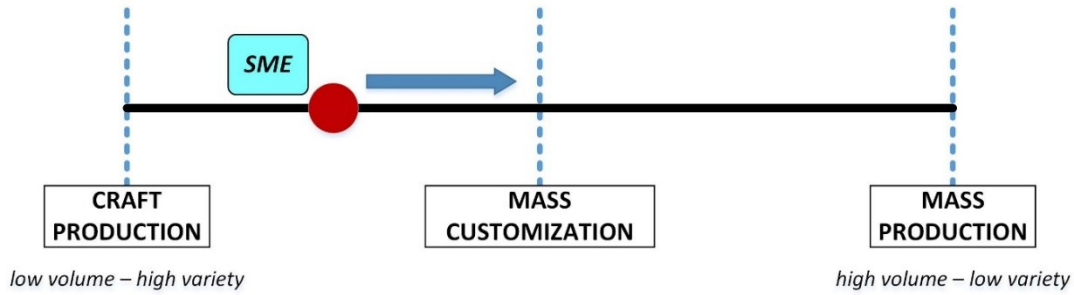 SME
CRAFT
PRODUCTION
MASS
CUSTOMIZATION
MASS
PRODUCTION
low volume – high variety
high volume – low variety